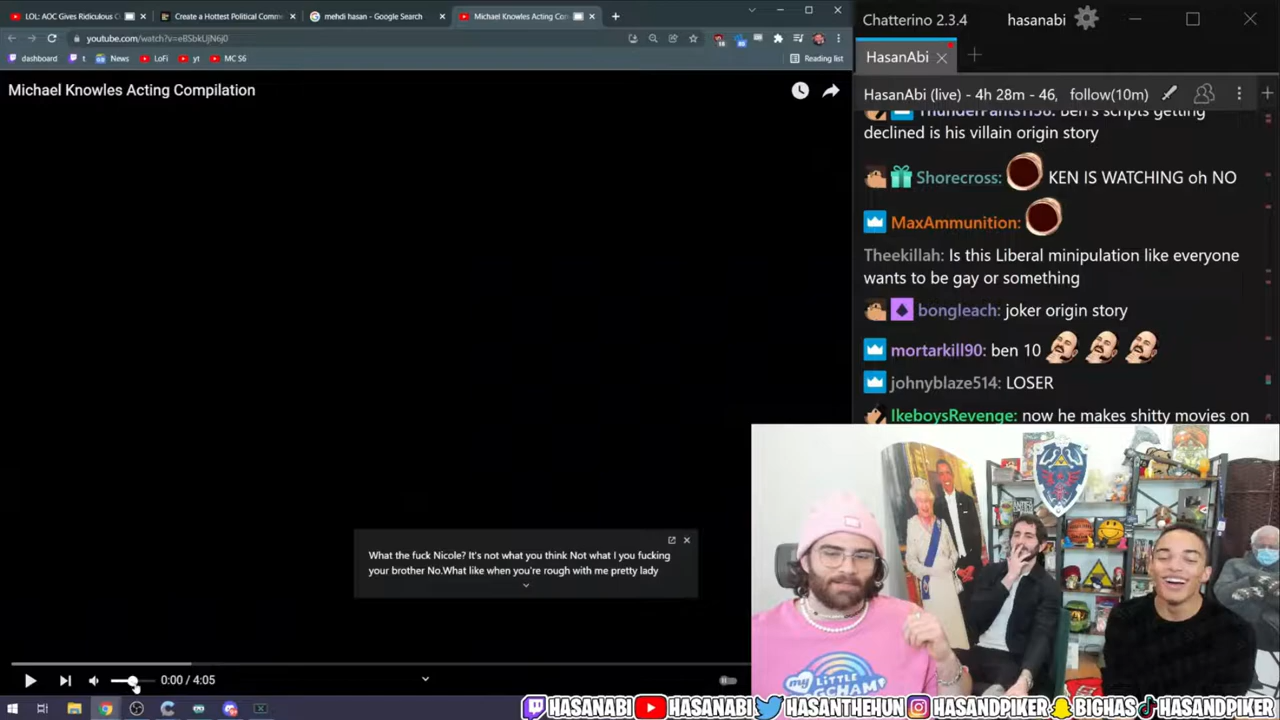 LOL: AOC Gives Ridiculous C
Create a Hottest Political Comm
mehdi hasan - Google Search
Michael Knowles Acting Con
youtube.com/watch?v=eBSbkLljN6j0
dashboard
t
News
LoFi
yt
MC S6
Reading list
Michael Knowles Acting Compilation
What the fuck Nicole? It's not what you think Not what I you fucking
your brother No.What like when you're rough with me pretty lady
0:00 / 4:05
Chatterino 2.3.4
hasanabi
HasanAbi
HasanAbi (live) - 4h 28m - 46, follow(10m)
Ben's scripts getting
declined is his villain origin story
Shorecross: KEN IS WATCHING oh NO
MaxAmmunition:
Theekillah: Is this Liberal minipulation like everyone
wants to be gay or something
bongleach: joker origin story
mortarkill90: ben 10
johnyblaze514: LOSER
IkeboysRevenge: now he makes shitty movies on
my LITTLE
HASANABI HASANABI HASANTHEHUN HASANDPIKER BIGHAS HASANDPIKER